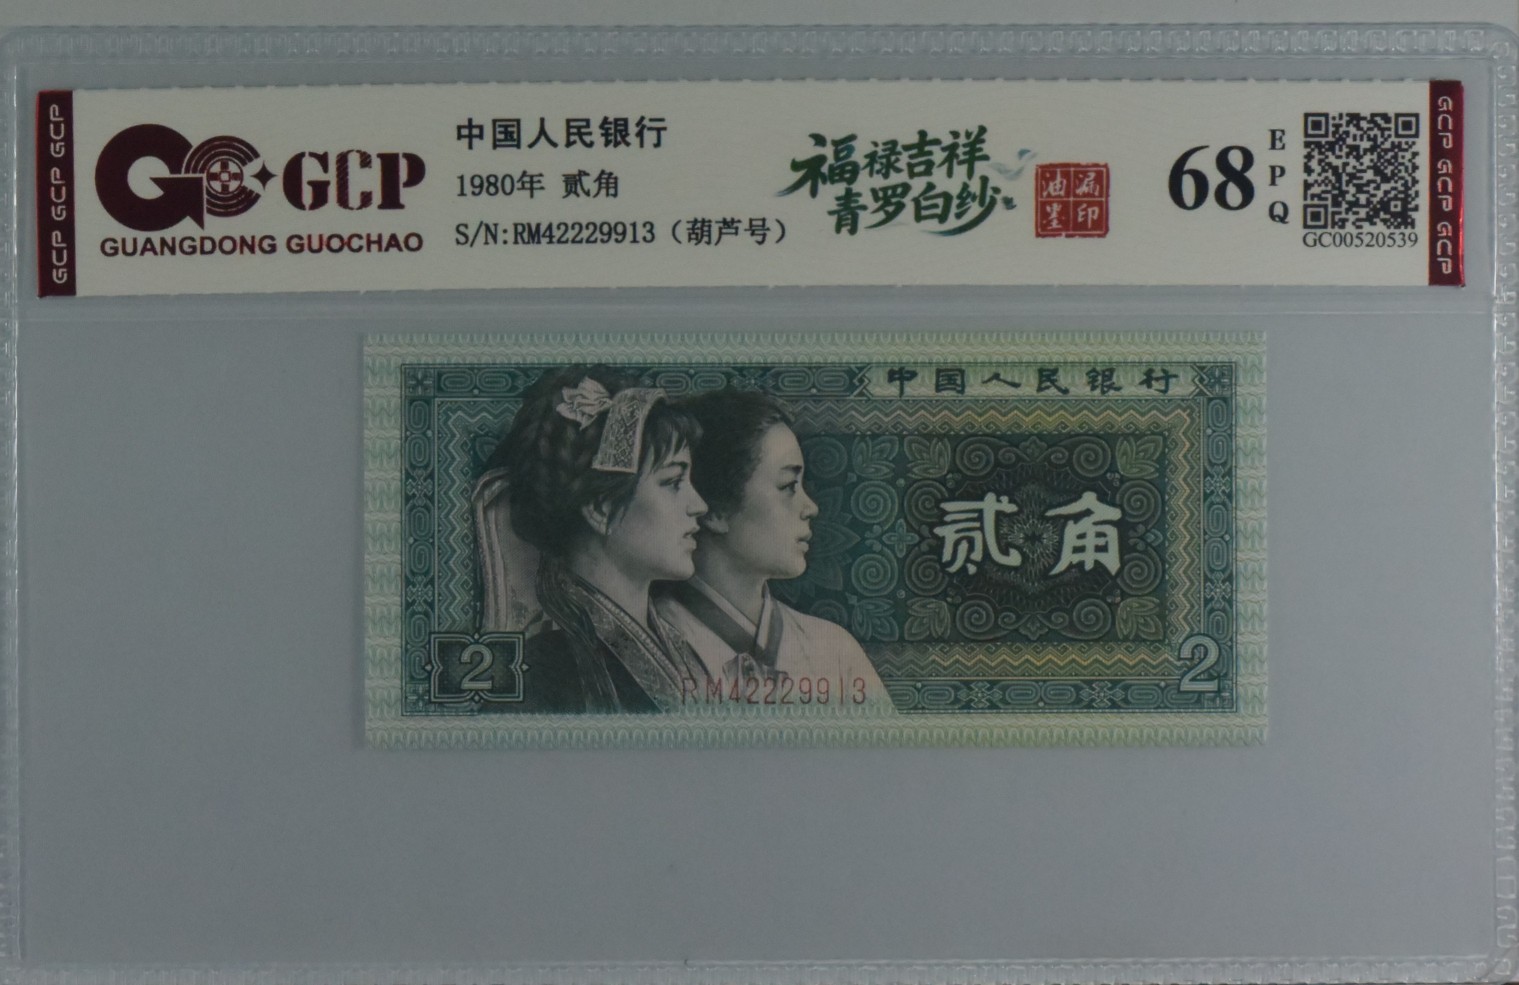 GCP GCP GCP
GCP
GUANGDONG GUOCHAO
中国人民银行
1980年 贰角
S/N:RM42229913（葫芦号）
福禄吉祥
青罗白纱
油漏
墨印
68
EPQ
GC00520539
GCP GCP GCP
中国人民银行
贰角
2
2
RM42229913